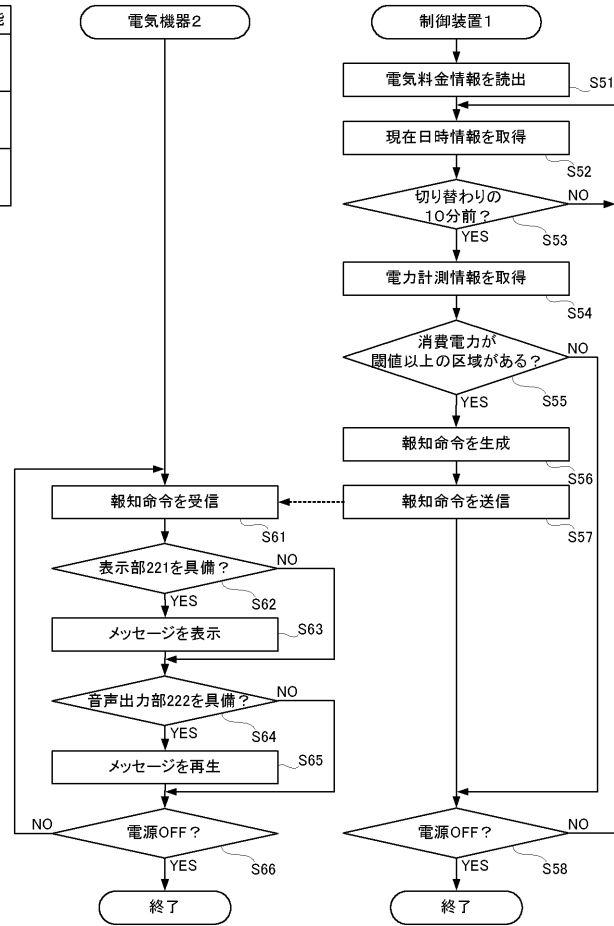 能
電気機器2
制御装置1
電気料金情報を読出
S51
現在日時情報を取得
S52
切り替わりの
10分前？
NO
YES
S53
電力計測情報を取得
S54
消費電力が
閾値以上の区域がある？
NO
YES
S55
報知命令を生成
S56
報知命令を受信
S61
報知命令を送信
S57
表示部221を具備？
NO
YES
S62
メッセージを表示
S63
音声出力部222を具備？
NO
YES
S64
メッセージを再生
S65
NO
電源OFF？
YES
S66
電源OFF？
NO
YES
S58
終了
終了